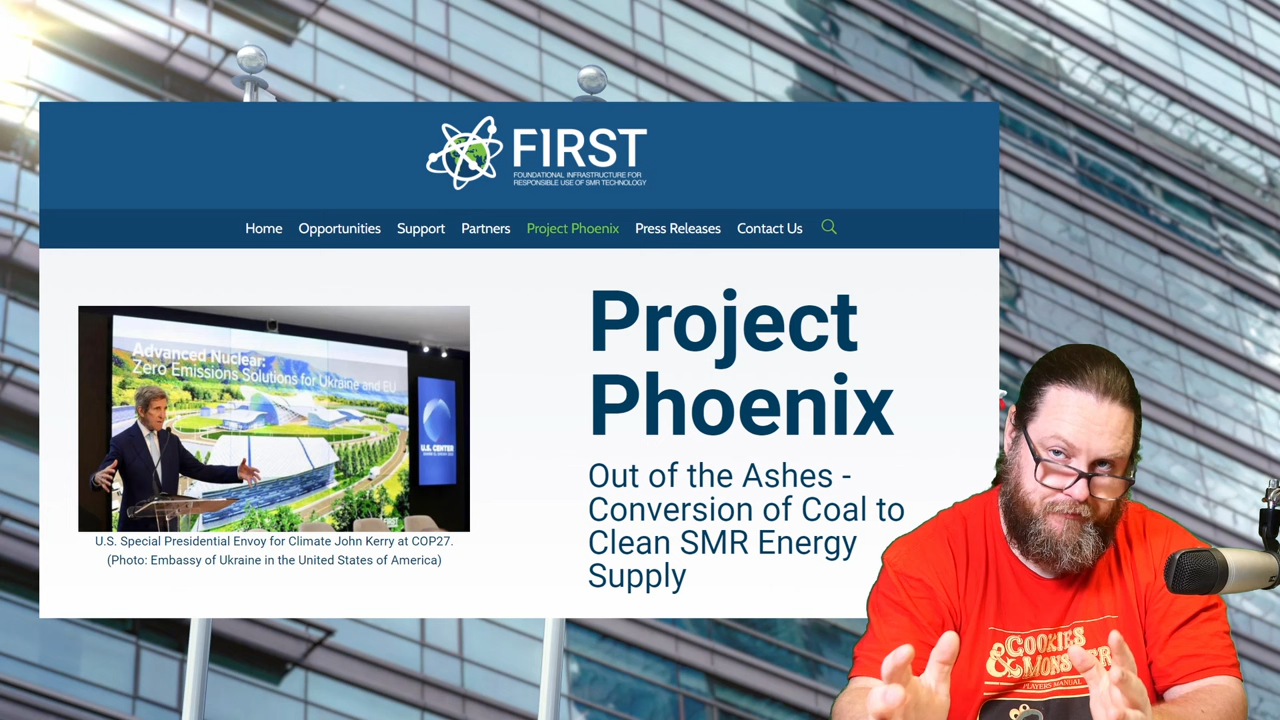 FIRST
FOUNDATIONAL INFRASTRUCTURE FOR
RESPONSIBLE USE OF SMR TECHNOLOGY
Home Opportunities Support Partners Project Phoenix Press Releases Contact Us
Advanced Nuclear:
Zero Emissions Solutions for Ukraine and EU
U.S. CENTER
FIRST
U.S. Special Presidential Envoy for Climate John Kerry at COP27.
(Photo: Embassy of Ukraine in the United States of America)
Project
Phoenix
Out of the Ashes -
Conversion of Coal to
Clean SMR Energy
Supply
COOKIES
& MONSTER
PLAYERS MANUAL